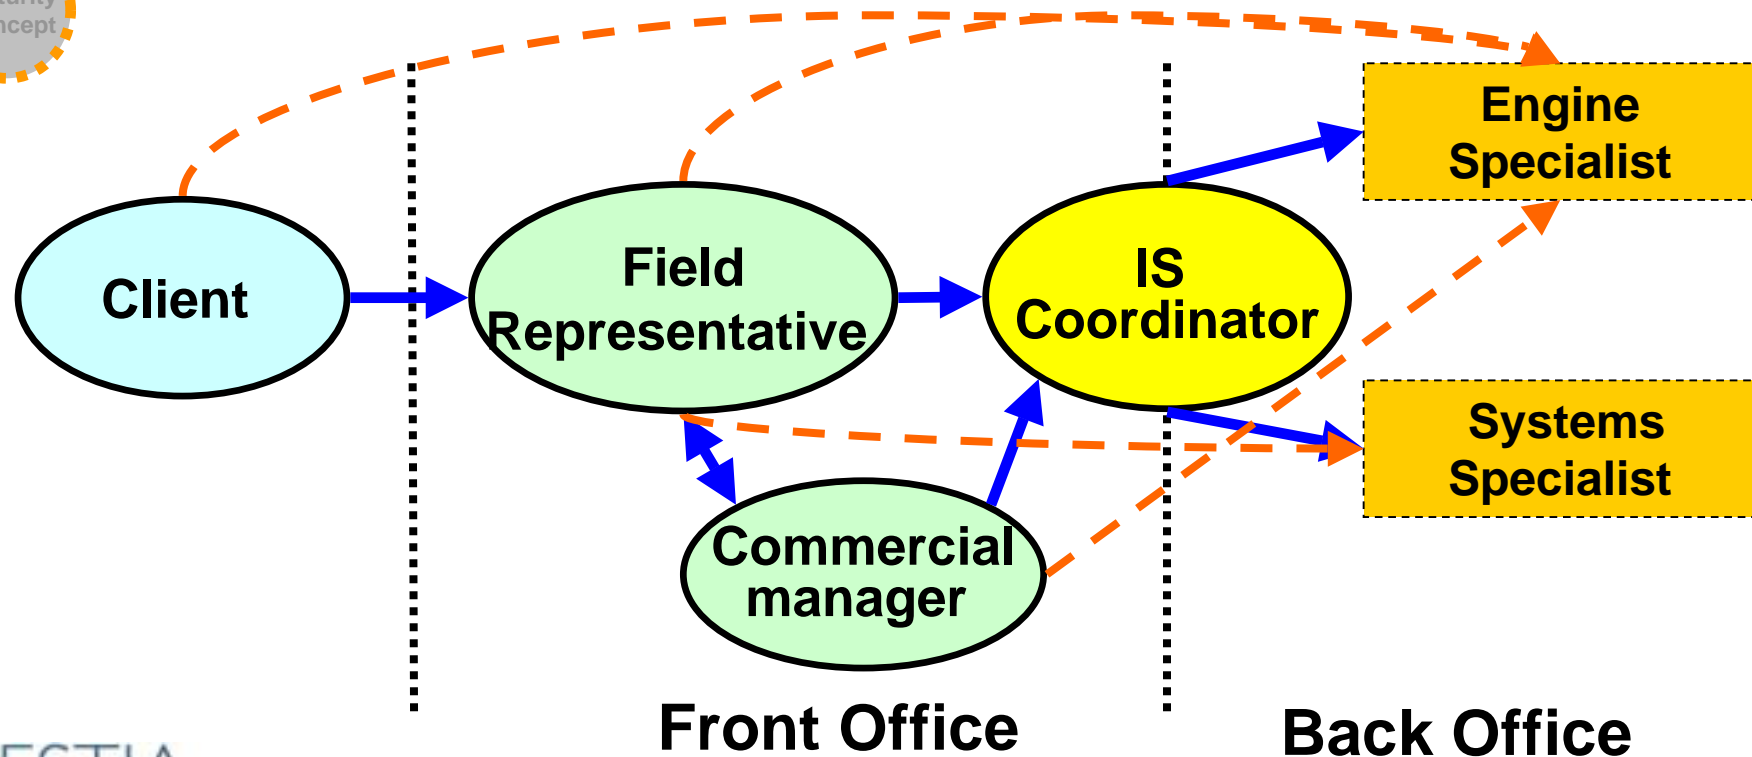 Engine
Specialist
Client
Field
Representative
IS
Coordinator
Systems
Specialist
Commercial
manager
Front Office
Back Office